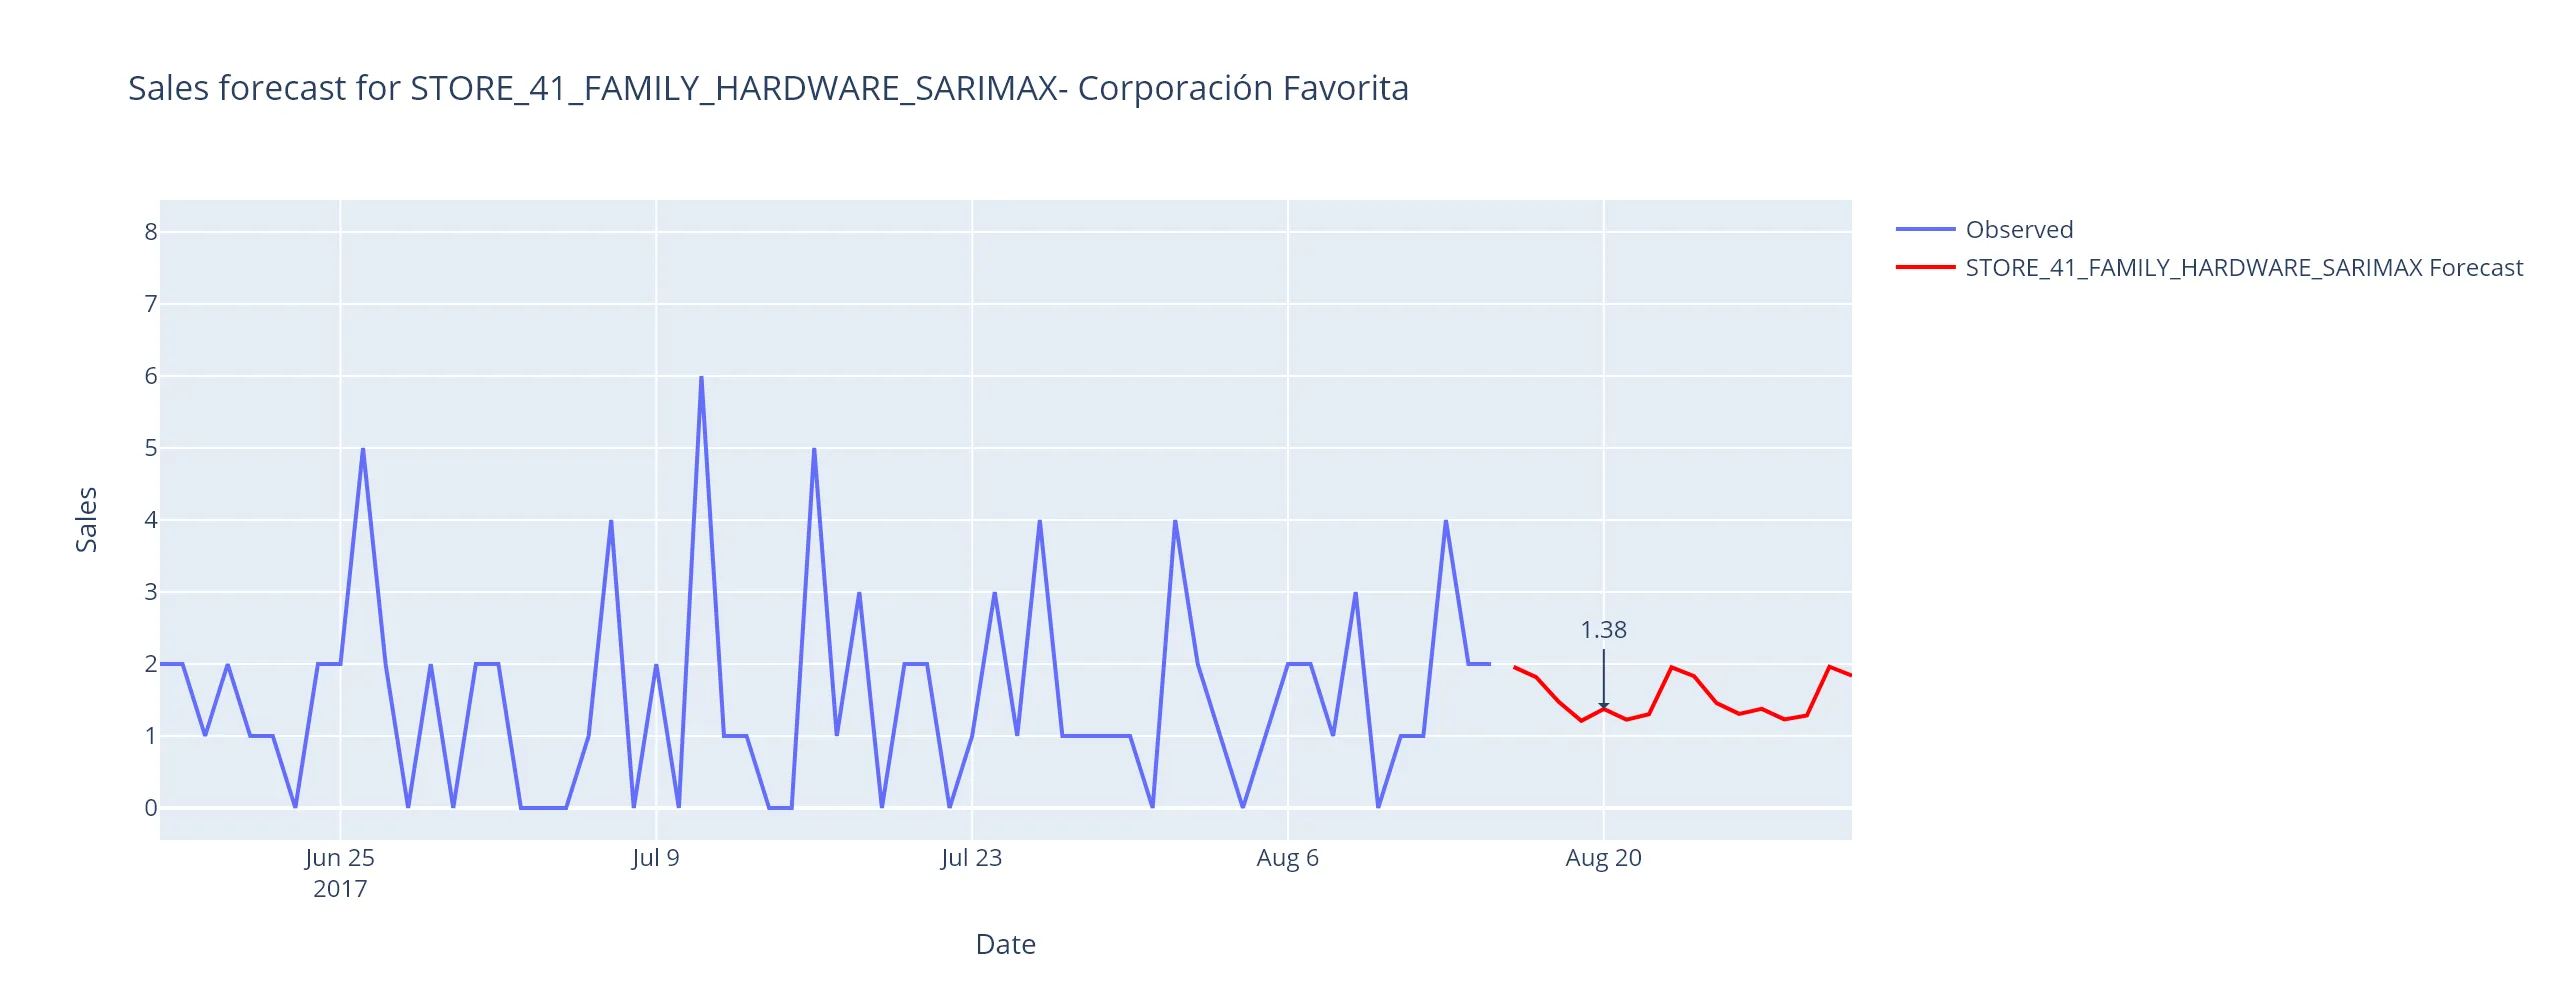 Sales forecast for STORE_41_FAMILY_HARDWARE_SARIMAX- Corporación Favorita
Observed
STORE_41_FAMILY_HARDWARE_SARIMAX Forecast
8
7
6
5
4
3
2
1
0
Sales
1.38
Jun 25
2017
Jul 9
Jul 23
Aug 6
Aug 20
Date